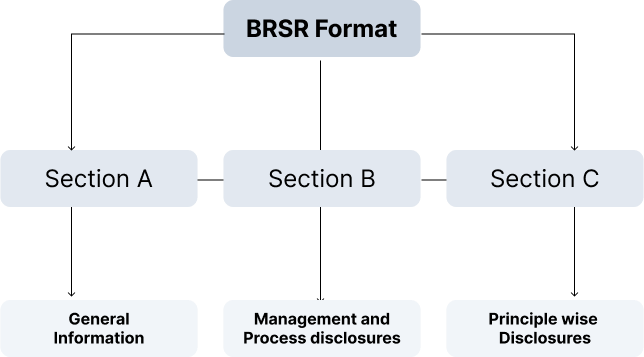 BRSR Format
Section A
Section B
Section C
General
Information
Management and
Process disclosures
Principle wise
Disclosures